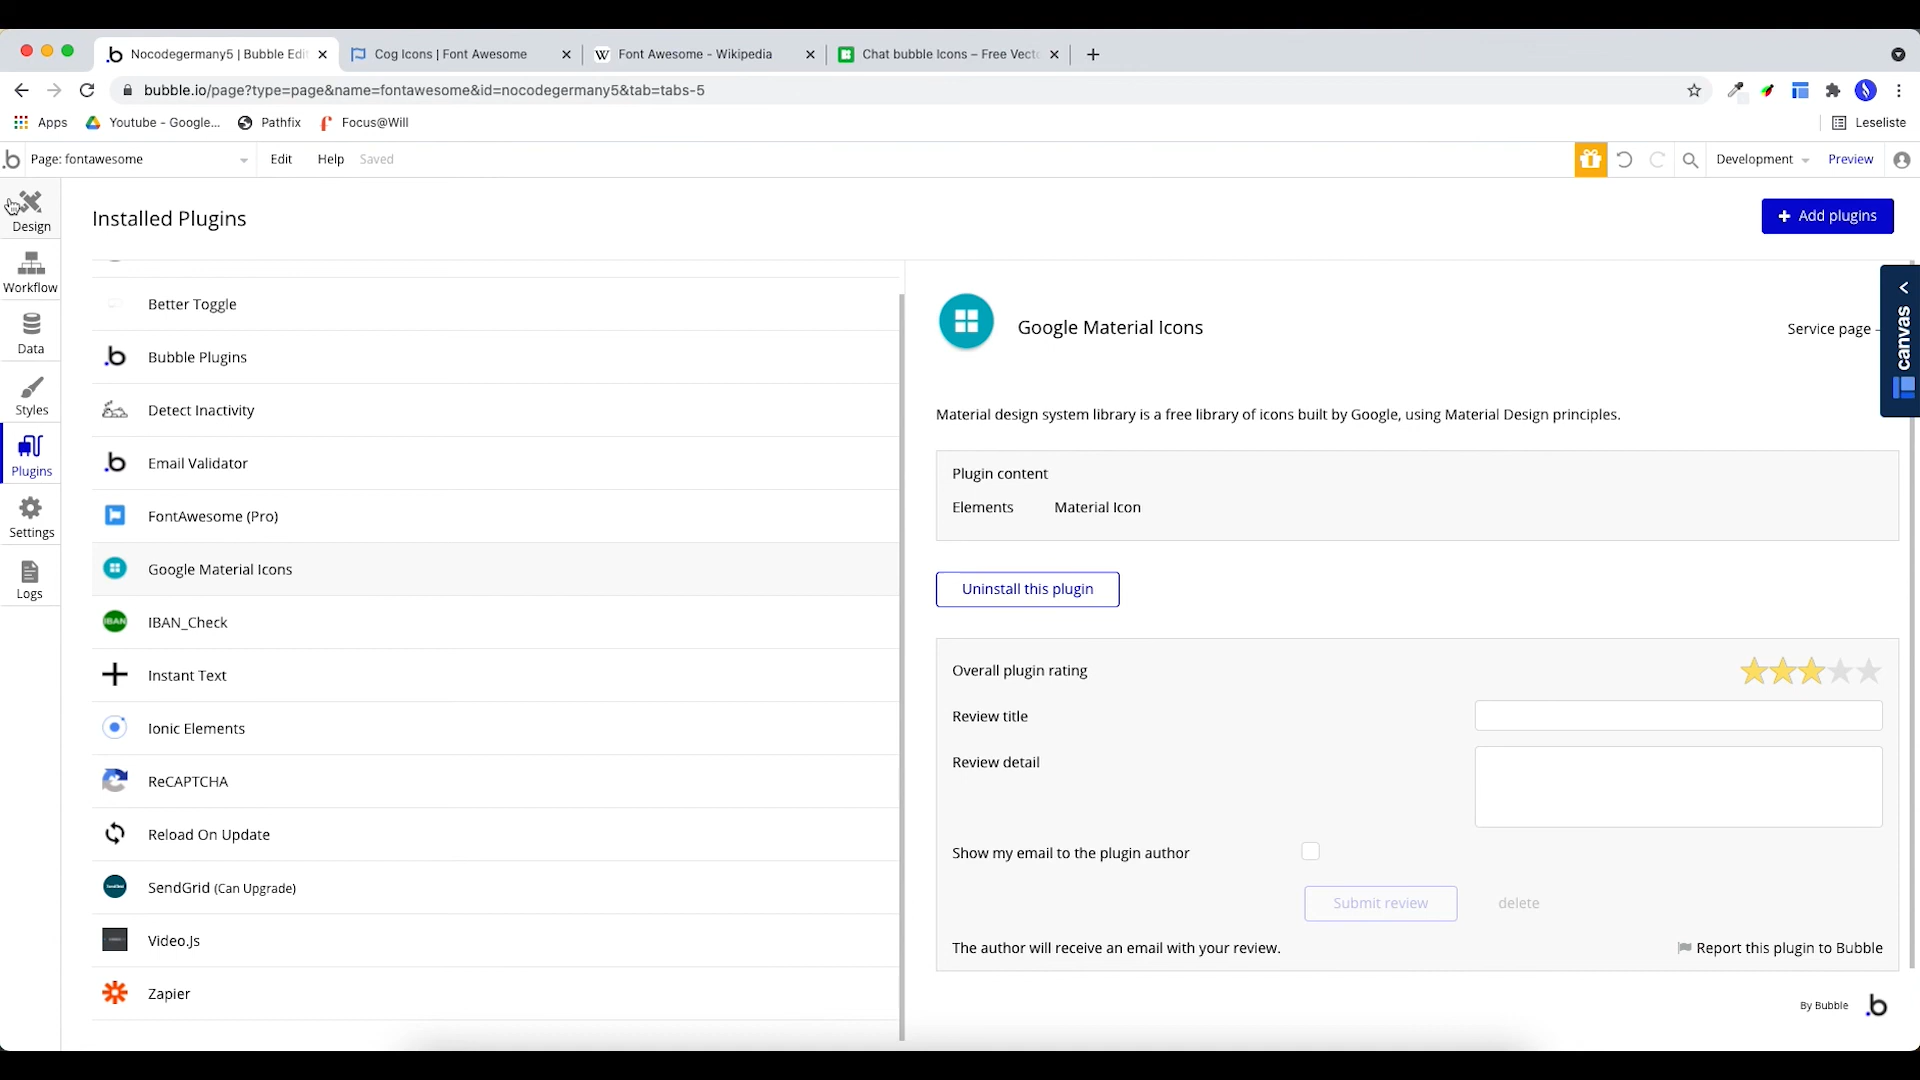 Nocodegermany5 | Bubble Edi
Cog Icons | Font Awesome
Font Awesome - Wikipedia
Chat bubble Icons – Free Vecto
bubble.io/page?type=page&name=fontawesome&id=nocodegermany5&tab=tabs-5
Apps
Youtube - Google...
Pathfix
Focus@Will
Leseliste
Page: fontawesome
Edit
Help
Saved
Development
Preview
Design
Workflow
Data
Styles
Plugins
Settings
Logs
Installed Plugins
+ Add plugins
Better Toggle
Bubble Plugins
Detect Inactivity
Email Validator
FontAwesome (Pro)
Google Material Icons
IBAN
IBAN_Check
Instant Text
Ionic Elements
ReCAPTCHA
Reload On Update
SendGrid (Can Upgrade)
Video.Js
Zapier
Google Material Icons
Service page -
canvas
Material design system library is a free library of icons built by Google, using Material Design principles.
Plugin content
Elements
Material Icon
Uninstall this plugin
Overall plugin rating
Review title
Review detail
Show my email to the plugin author
Submit review
delete
The author will receive an email with your review.
Report this plugin to Bubble
By Bubble